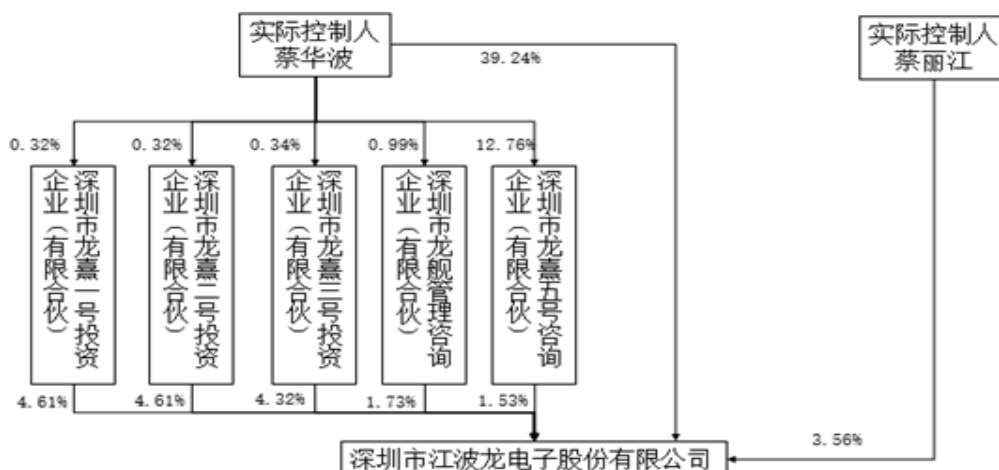 实际控制人
蔡华波
实际控制人
蔡丽江
39.24%
0.32%
0.32%
0.34%
0.99%
12.76%
深圳市龙熹一号投资
企业（有限合伙）
深圳市龙熹二号投资
企业（有限合伙）
深圳市龙熹三号投资
企业（有限合伙）
深圳市龙舰管理咨询
企业（有限合伙）
深圳市龙熹五号咨询
企业（有限合伙）
4.61%
4.61%
4.32%
1.73%
1.53%
3.56%
深圳市江波龙电子股份有限公司